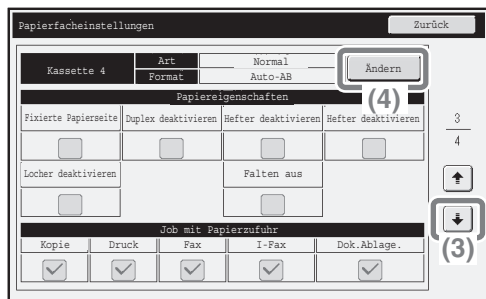 Papierfacheinstellungen Zurück
Kassette 4 Art Normal Ändern
Format Auto-AB
(4)
Papiereigenschaften
Fixierte Papierseite Duplex deaktivieren Hefter deaktivieren Hefter deaktivieren
3
4
Locher deaktivieren Falten aus
(3)
Job mit Papierzufuhr
Kopie Druck Fax I-Fax Dok.Ablage.